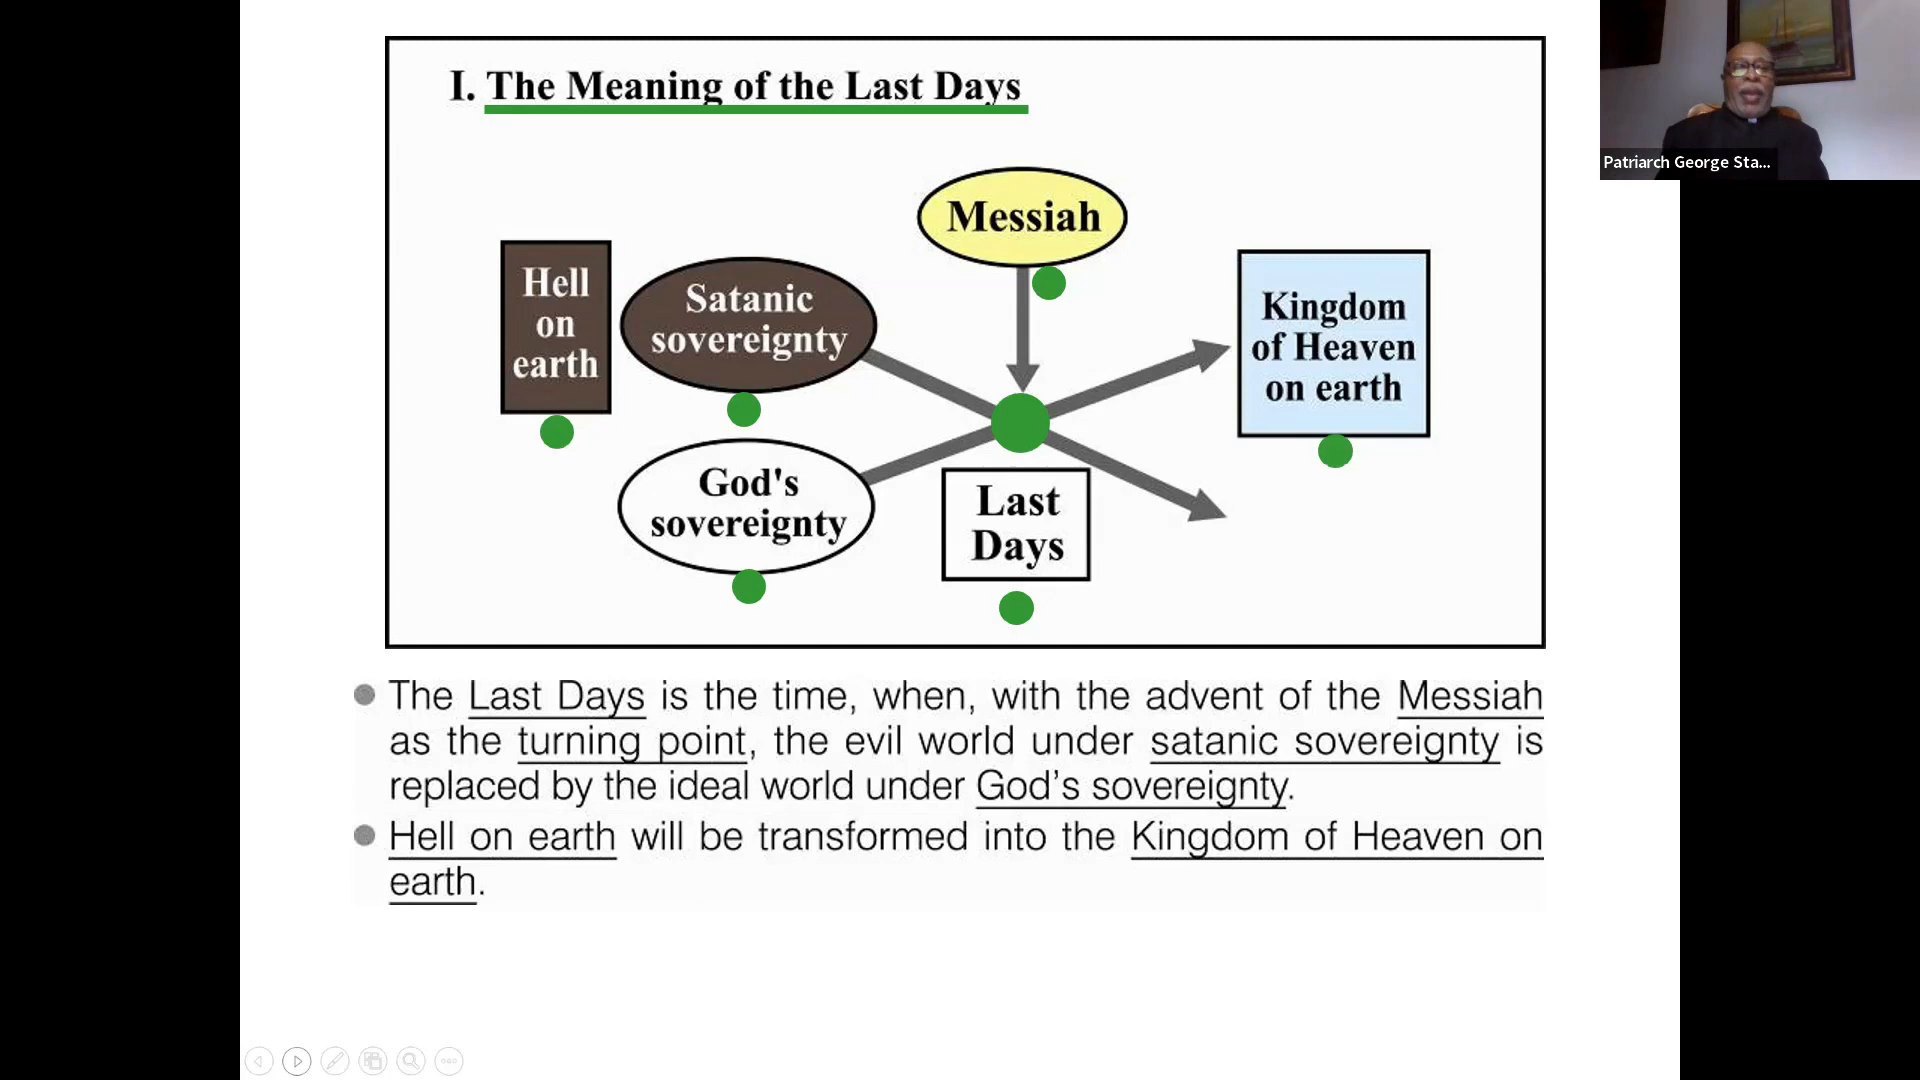 I. The Meaning of the Last Days
Messiah
Hell
on
earth
Satanic
sovereignty
Kingdom
of Heaven
on earth
God's
sovereignty
Last
Days
The Last Days is the time, when, with the advent of the Messiah
as the turning point, the evil world under satanic sovereignty is
replaced by the ideal world under God’s sovereignty.
Hell on earth will be transformed into the Kingdom of Heaven on
earth.
Patriarch George Sta...